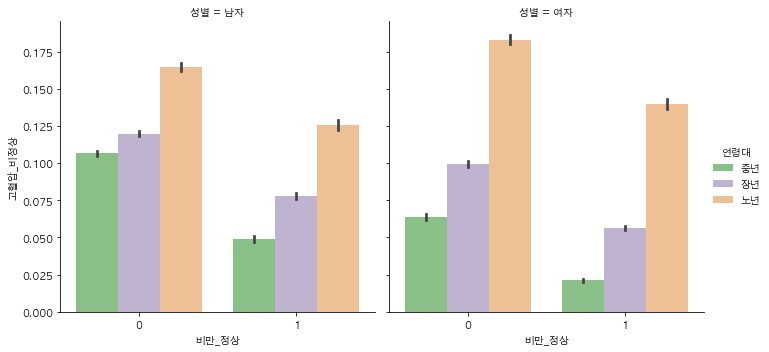 성별 = 남자
성별 = 여자
고혈압_비정상
0.175
0.150
0.125
0.100
0.075
0.050
0.025
0.000
0 1
0 1
비만_정상
비만_정상
연령대
중년
장년
노년